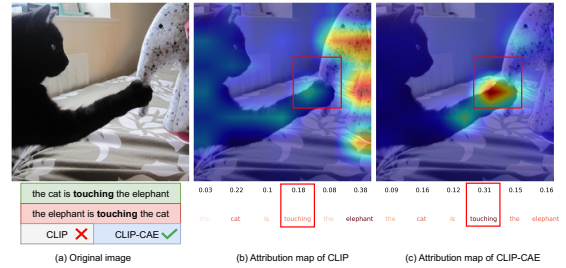 the cat is touching the elephant
the elephant is touching the cat
CLIP CLIP-CAE
(a) Original image
0.03 0.22 0.1 0.18 0.08 0.38
the cat is touching the elephant
(b) Attribution map of CLIP
0.09 0.16 0.12 0.31 0.15 0.16
the cat is touching the elephant
(c) Attribution map of CLIP-CAE